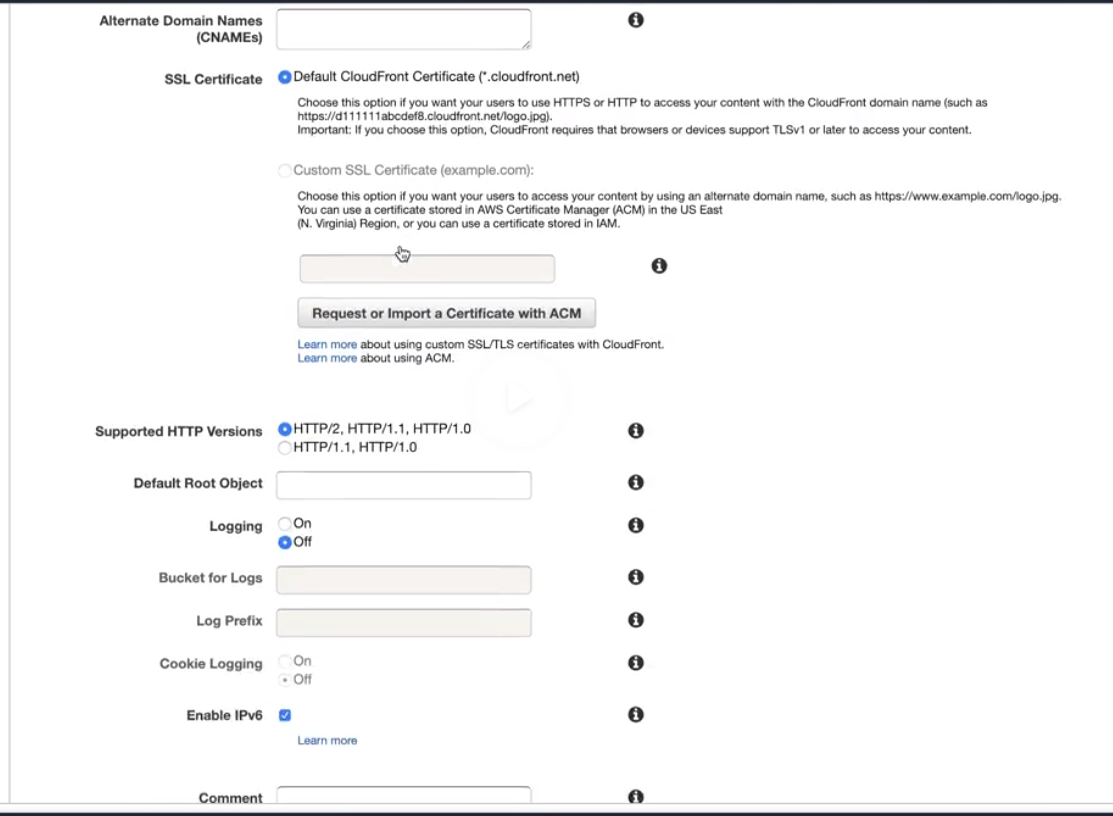 Alternate Domain Names
(CNAMEs)
SSL Certificate
Default CloudFront Certificate (*.cloudfront.net)
Choose this option if you want your users to use HTTPS or HTTP to access your content with the CloudFront domain name (such as
https://d111111abcdef8.cloudfront.net/logo.jpg).
Important: If you choose this option, CloudFront requires that browsers or devices support TLSv1 or later to access your content.
Custom SSL Certificate (example.com):
Choose this option if you want your users to access your content by using an alternate domain name, such as https://www.example.com/logo.jpg.
You can use a certificate stored in AWS Certificate Manager (ACM) in the US East
(N. Virginia) Region, or you can use a certificate stored in IAM.
Request or Import a Certificate with ACM
Learn more about using custom SSL/TLS certificates with CloudFront.
Learn more about using ACM.
Supported HTTP Versions
HTTP/2, HTTP/1.1, HTTP/1.0
HTTP/1.1, HTTP/1.0
Default Root Object
Logging
On
Off
Bucket for Logs
Log Prefix
Cookie Logging
On
Off
Enable IPv6
Learn more
Comment